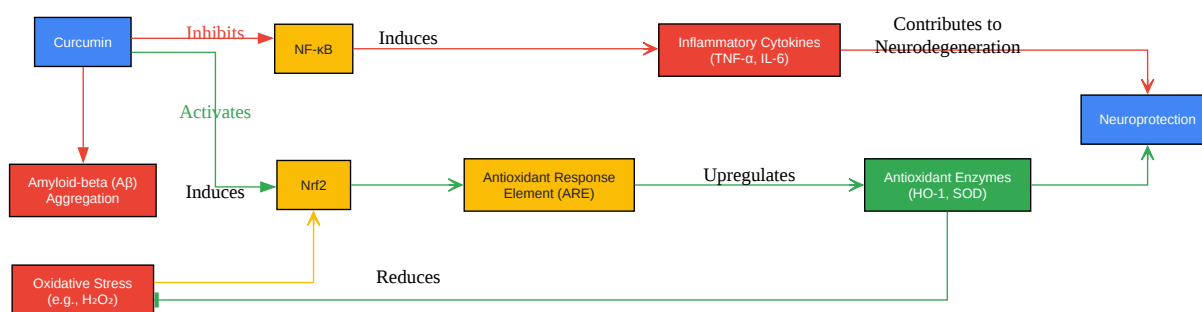 Contributes to
Neurodegeneration
Inhibits
Curcumin
NF-κB
Induces
Inflammatory Cytokines
(TNF-α, IL-6)
Activates
Neuroprotection
Amyloid-beta (Aβ)
Aggregation
Induces
Nrf2
Antioxidant Response
Element (ARE)
Upregulates
Antioxidant Enzymes
(HO-1, SOD)
Reduces
Oxidative Stress
(e.g., H₂O₂)